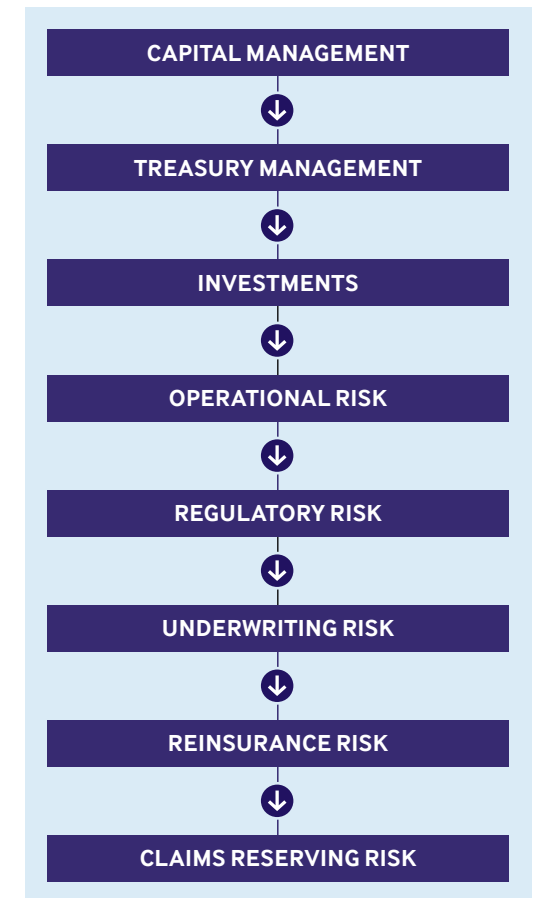 CAPITAL MANAGEMENT
TREASURY MANAGEMENT
INVESTMENTS
OPERATIONAL RISK
REGULATORY RISK
UNDERWRITING RISK
REINSURANCE RISK
CLAIMS RESERVING RISK